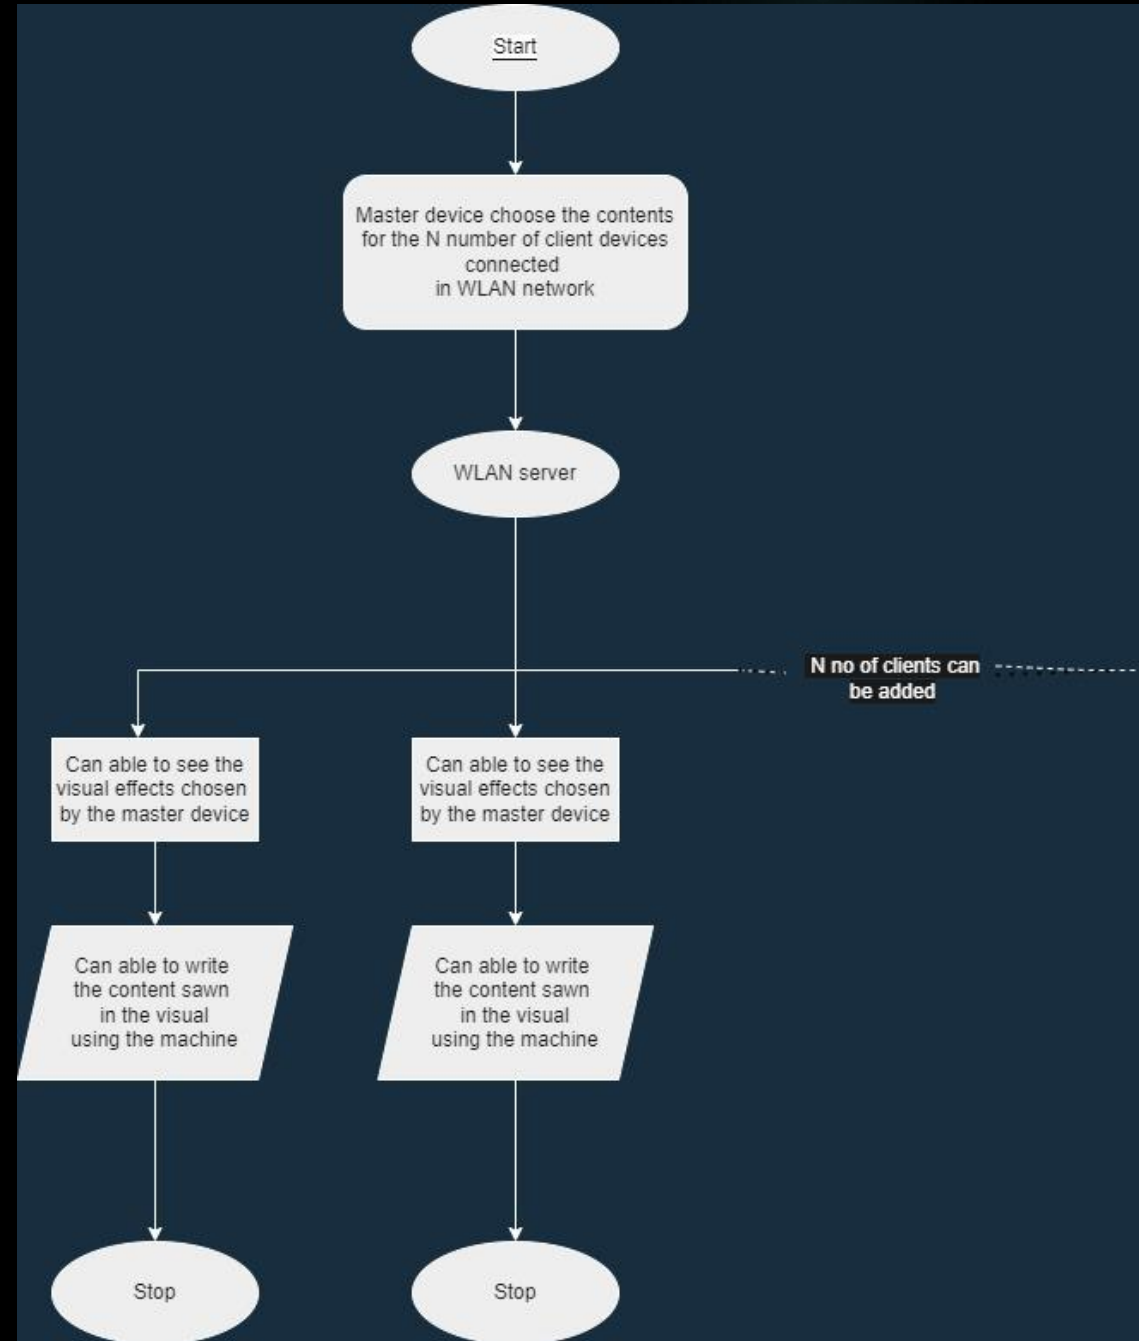 Start
Master device choose the contents
for the N number of client devices
connected
in WLAN network
WLAN server
N no of clients can
be added
Can able to see the
visual effects chosen
by the master device
Can able to see the
visual effects chosen
by the master device
Can able to write
the content sawn
in the visual
using the machine
Can able to write
the content sawn
in the visual
using the machine
Stop
Stop